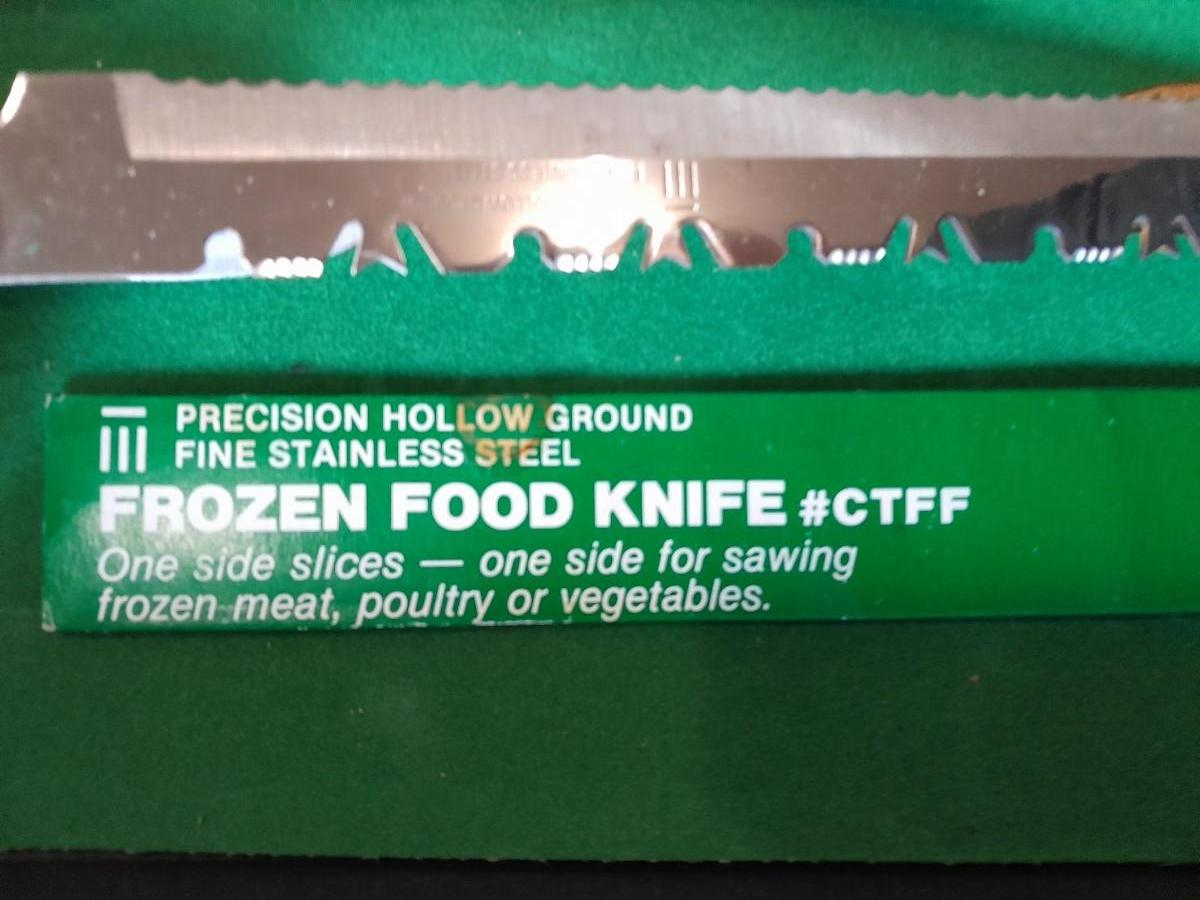 PRECISION HOLLOW GROUND
FINE STAINLESS STEEL
FROZEN FOOD KNIFE #CTFF
One side slices — one side for sawing
frozen meat, poultry or vegetables.